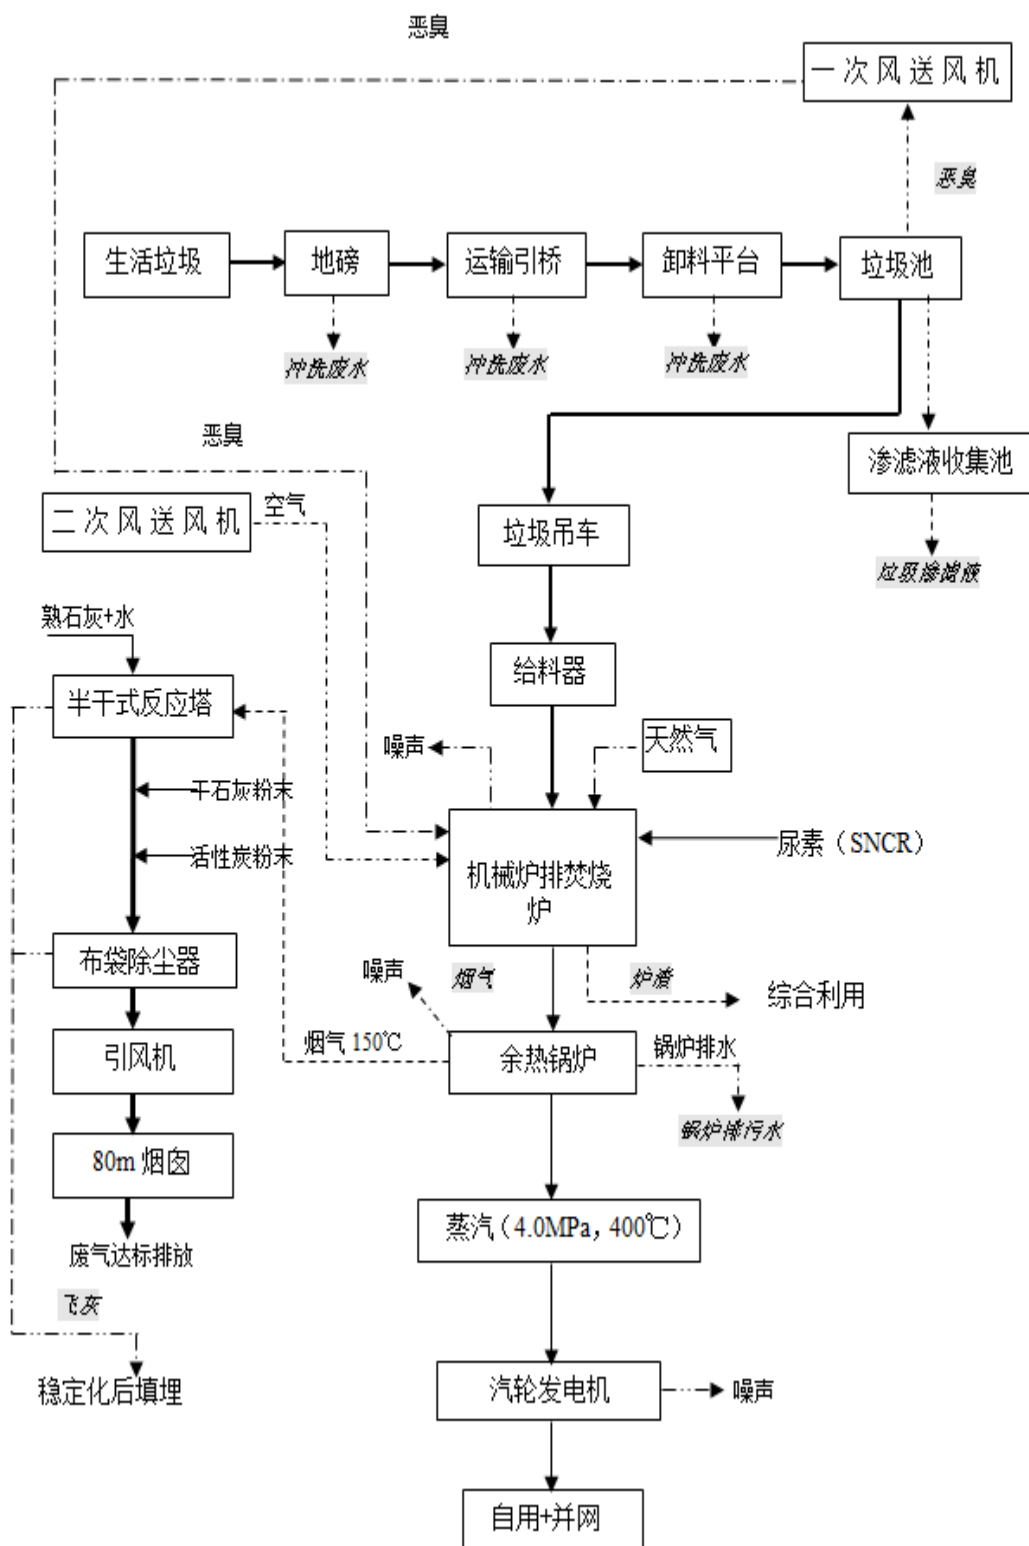 恶臭
一次风送风机
恶臭
生活垃圾
地磅
运输引桥
卸料平台
垃圾池
冲洗废水
冲洗废水
冲洗废水
恶臭
渗滤液收集池
二次风送风机
空气
垃圾吊车
垃圾渗滤液
熟石灰+水
给料器
半干式反应塔
噪声
天然气
干石灰粉末
尿素（SNCR）
活性炭粉末
机械炉排焚烧
炉
布袋除尘器
噪声
烟气
炉渣
综合利用
引风机
烟气 150℃
余热锅炉
锅炉排水
锅炉排污水
80m 烟囱
蒸汽（4.0MPa，400℃）
废气达标排放
飞灰
稳定化后填埋
汽轮发电机
噪声
自用+并网